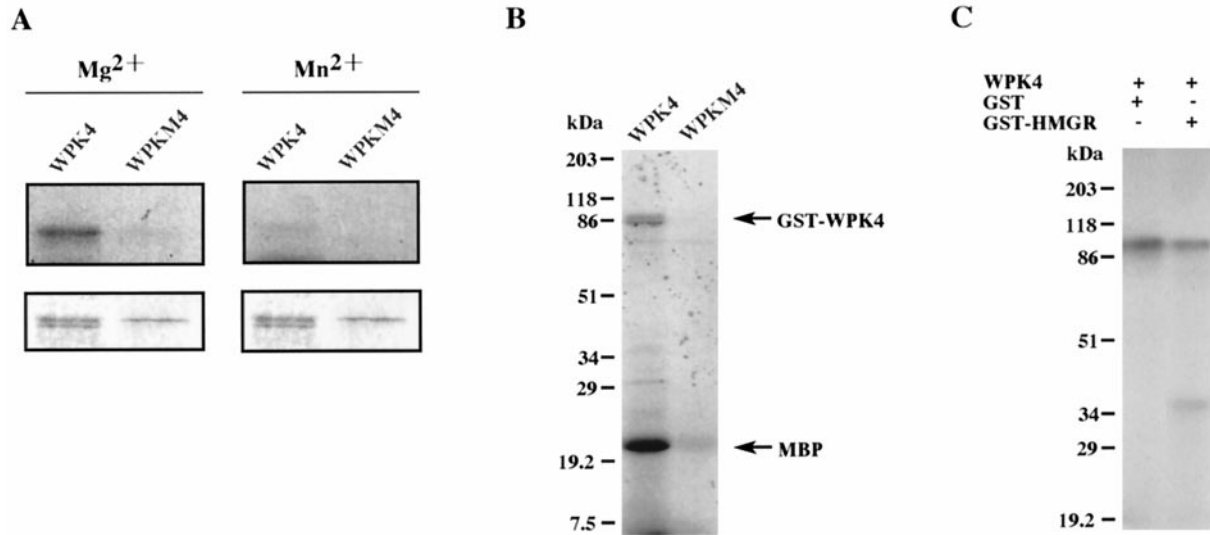 A
Mg2+
Mn2+
WPK4
WPKM4
WPK4
WPKM4
B
kDa
WPK4
WPKM4
203
118
86
51
34
29
19.2
7.5
GST-WPK4
MBP
C
WPK4 + +
GST + -
GST-HMGR - +
kDa
203
118
86
51
34
29
19.2